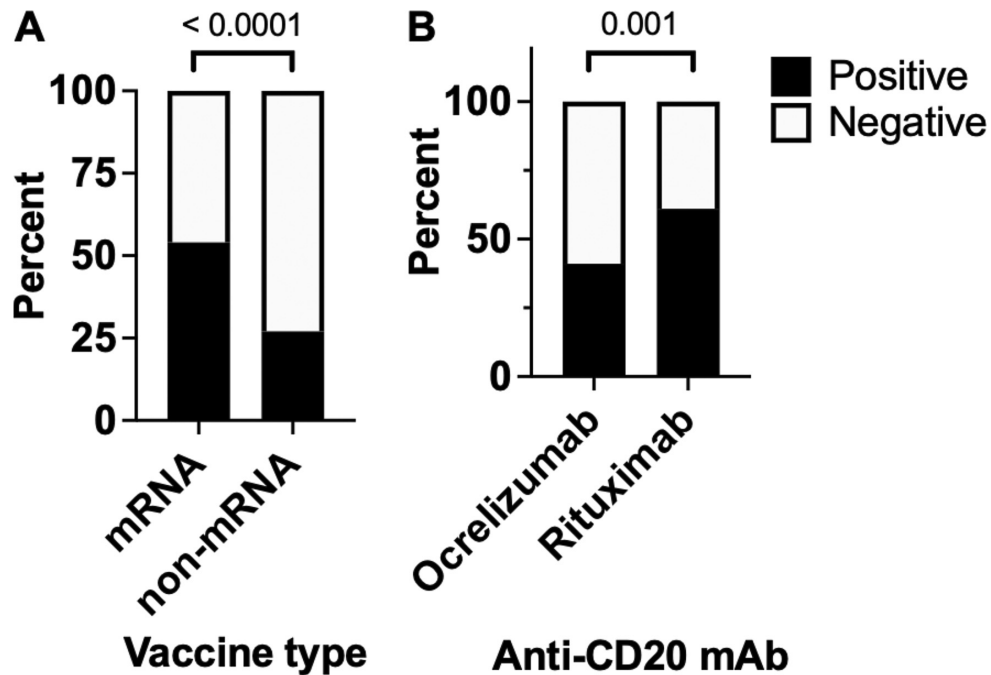 A
< 0.0001
100
75
50
25
0
Percent
mRNA
non-mRNA
Vaccine type
B
0.001
100
50
0
Percent
Ocrelizumab
Rituximab
Anti-CD20 mAb
Positive
Negative